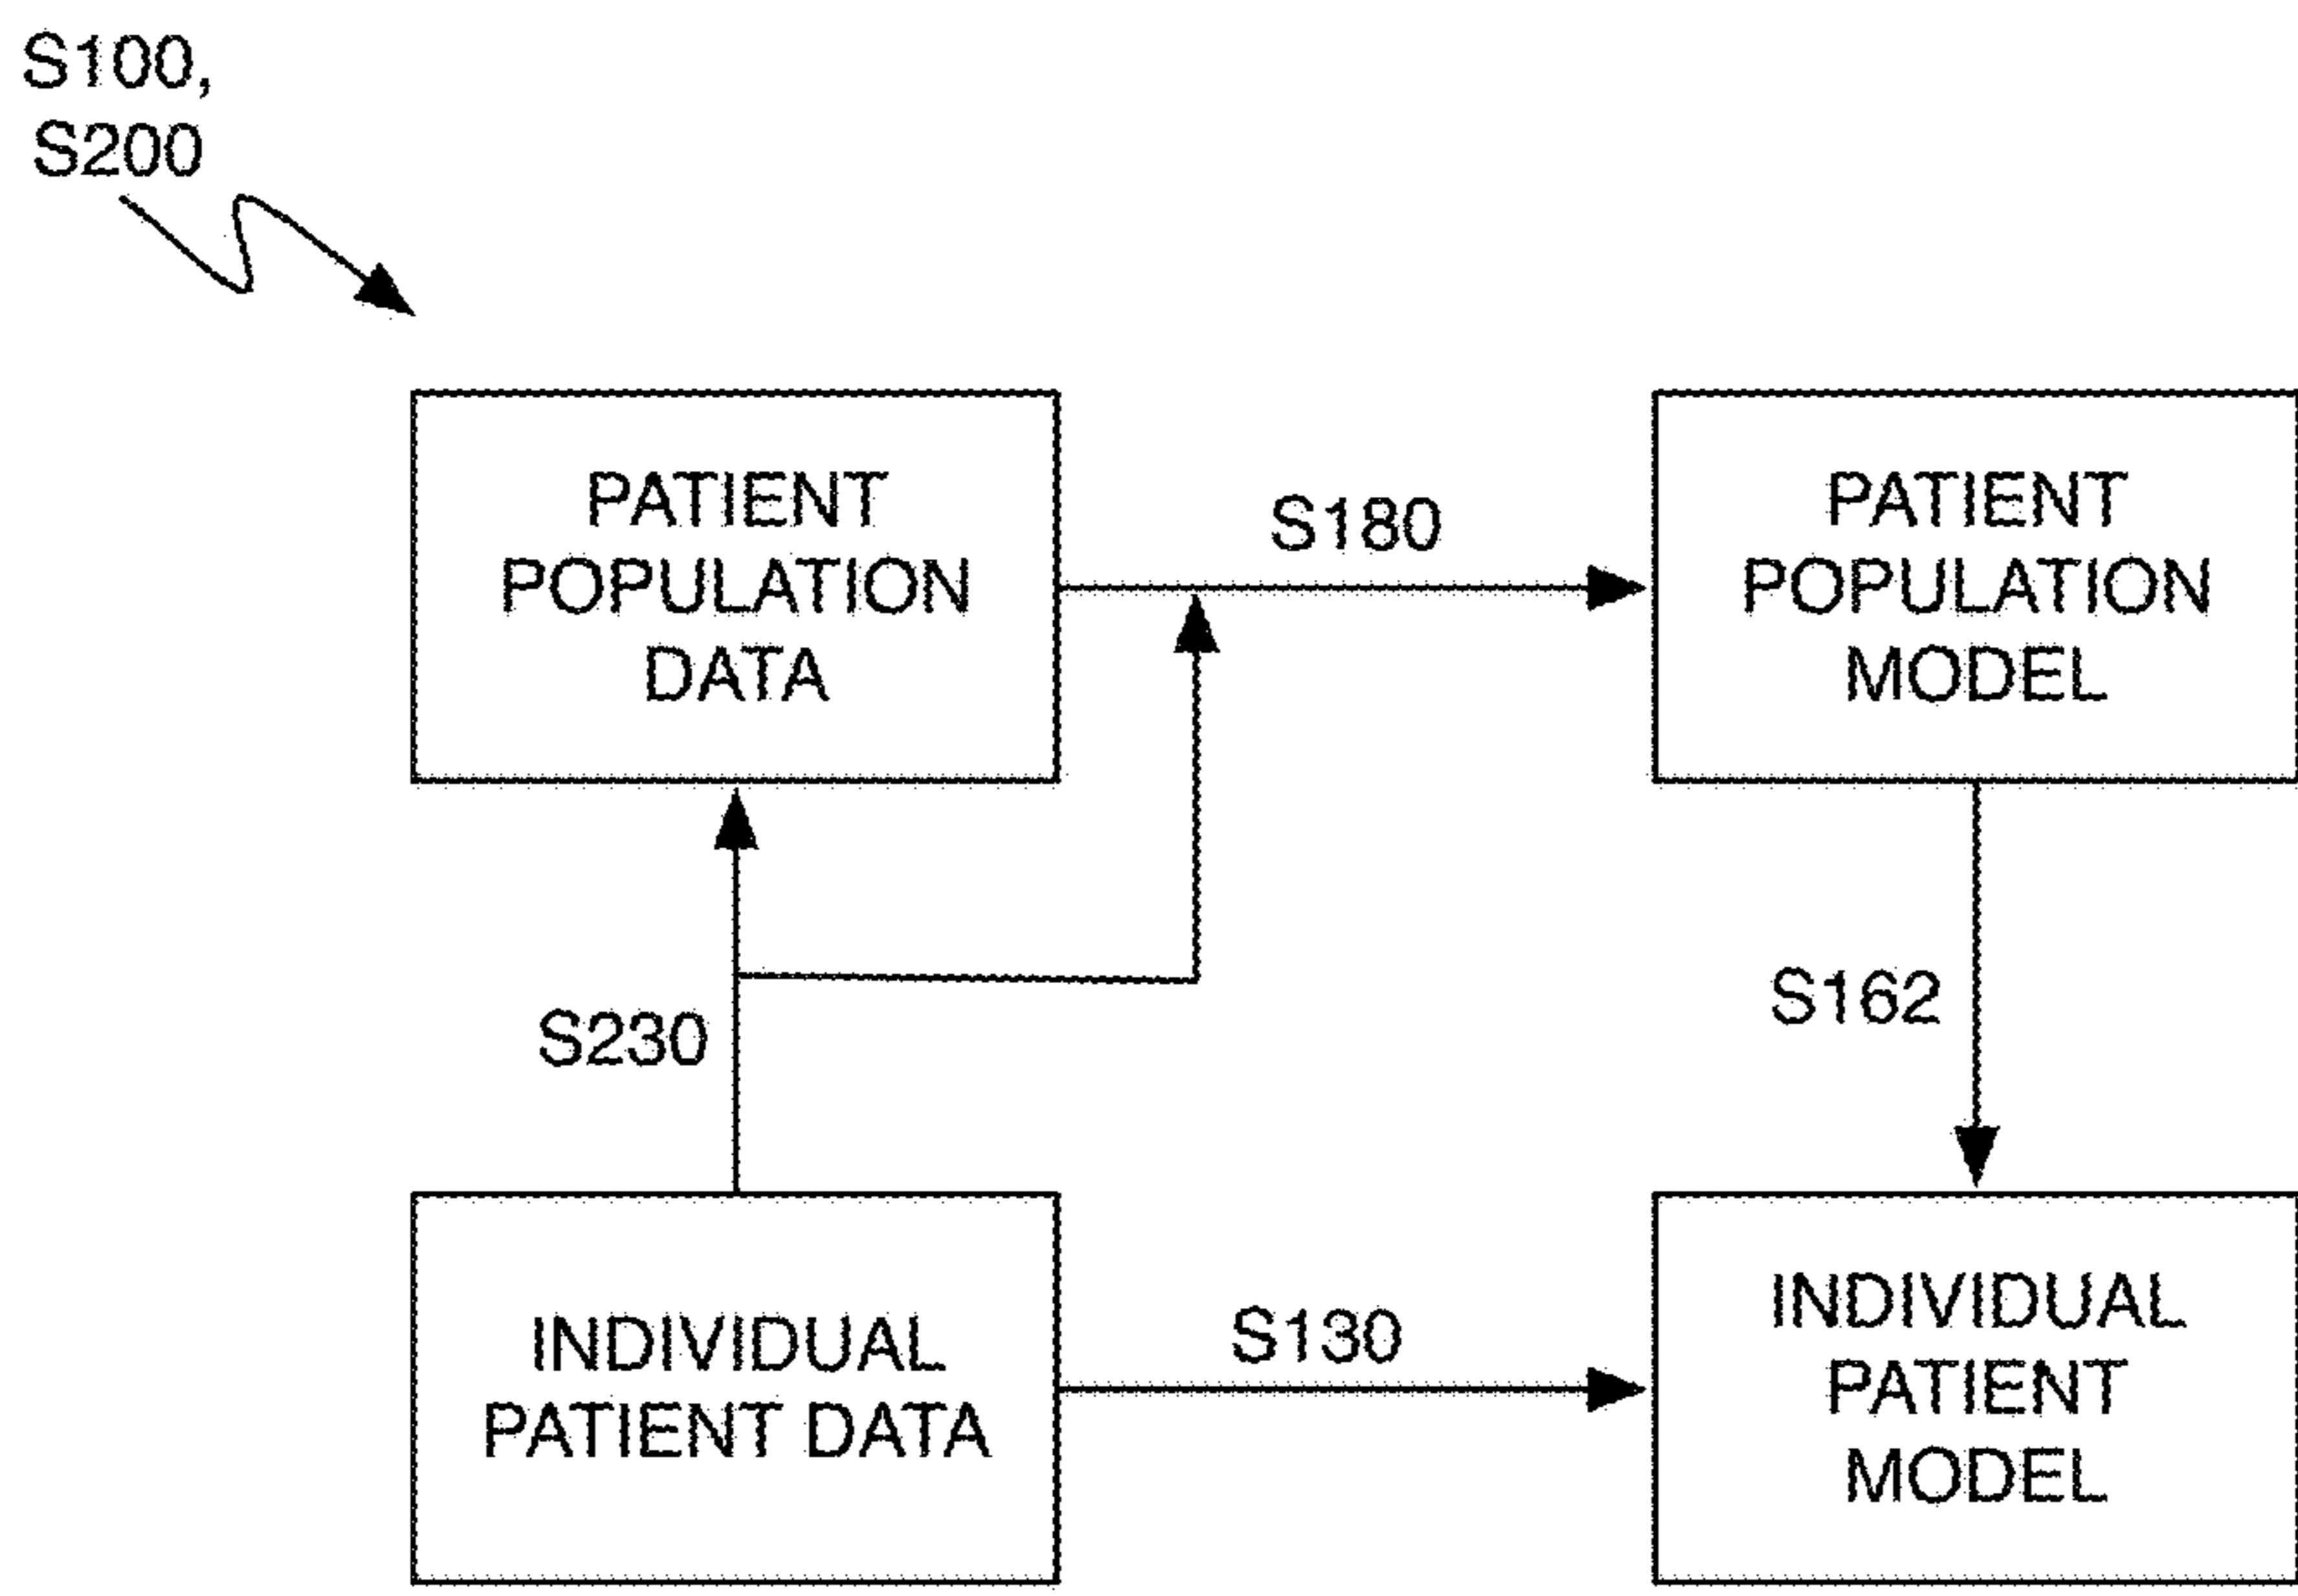 S100,
S200
PATIENT
POPULATION
DATA
S180
PATIENT
POPULATION
MODEL
S230
S162
INDIVIDUAL
PATIENT DATA
S130
INDIVIDUAL
PATIENT
MODEL